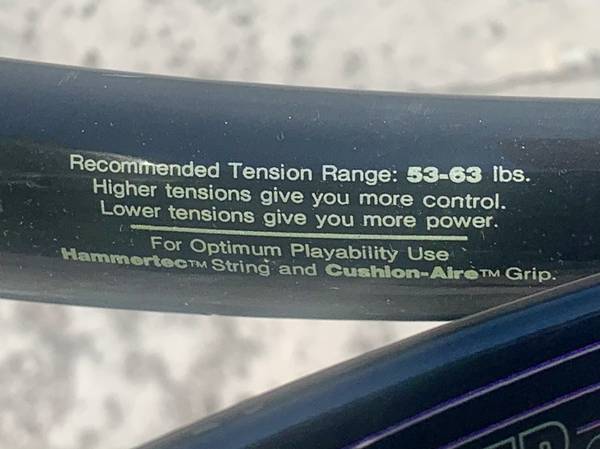 Recommended Tension Range: 53-63 lbs.
Higher tensions give you more control.
Lower tensions give you more power.
For Optimum Playability Use
Hammertec™ String and Cushion-Aire™ Grip.